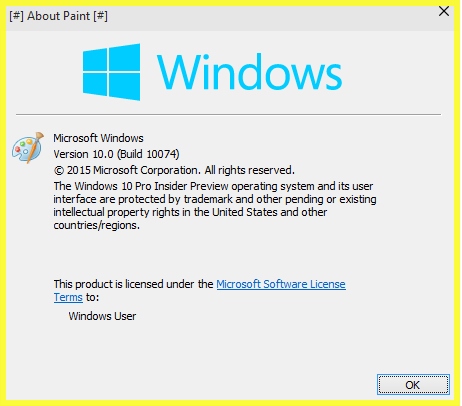 [#] About Paint [#]
Windows
Microsoft Windows
Version 10.0 (Build 10074)
© 2015 Microsoft Corporation. All rights reserved.
The Windows 10 Pro Insider Preview operating system and its user
interface are protected by trademark and other pending or existing
intellectual property rights in the United States and other
countries/regions.
This product is licensed under the Microsoft Software License
Terms to:
Windows User
OK